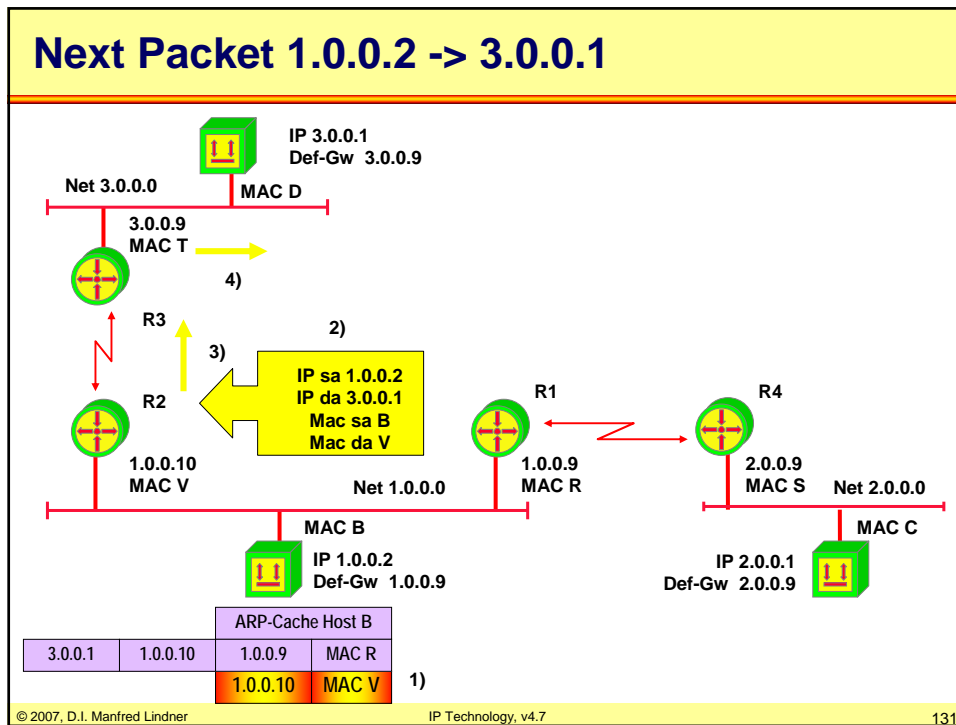 Next Packet 1.0.0.2 -> 3.0.0.1
IP 3.0.0.1
Def-Gw 3.0.0.9
Net 3.0.0.0
MAC D
3.0.0.9
MAC T
4)
R3
2)
3)
IP sa 1.0.0.2
IP da 3.0.0.1
Mac sa B
Mac da V
R2
R1
R4
1.0.0.10
MAC V
Net 1.0.0.0
1.0.0.9
MAC R
2.0.0.9
MAC S
Net 2.0.0.0
MAC B
MAC C
IP 1.0.0.2
Def-Gw 1.0.0.9
IP 2.0.0.1
Def-Gw 2.0.0.9
ARP-Cache Host B
3.0.0.1 1.0.0.10 1.0.0.9 MAC R
1.0.0.10 MAC V 1)
© 2007, D.I. Manfred Lindner IP Technology, v4.7 131